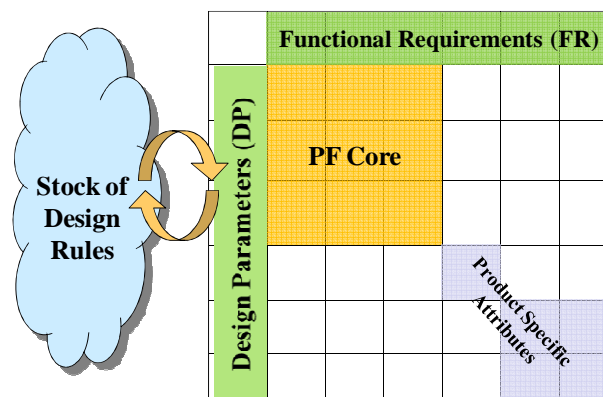 Functional Requirements (FR)
Stock of
Design
Rules
Design Parameters (DP)
PF Core
Product Specific
Attributes